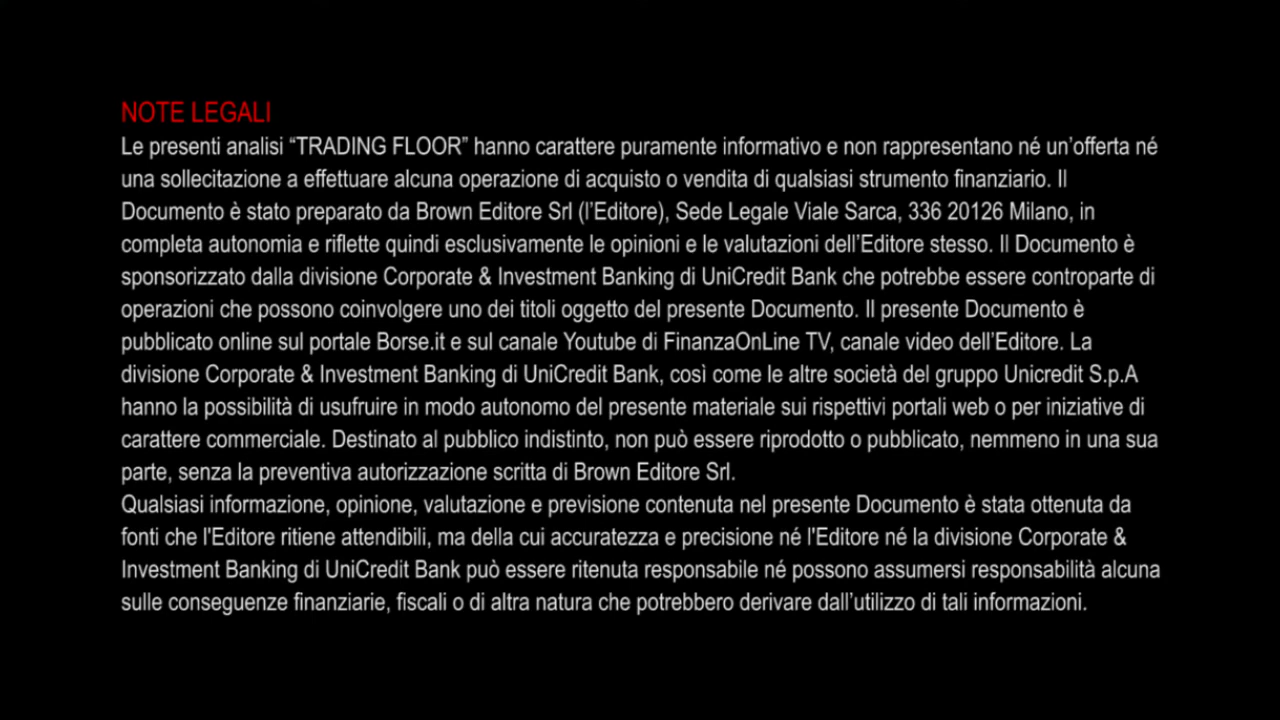 NOTE LEGALI
Le presenti analisi “TRADING FLOOR” hanno carattere puramente informativo e non rappresentano né un’offerta né
una sollecitazione a effettuare alcuna operazione di acquisto o vendita di qualsiasi strumento finanziario. Il
Documento è stato preparato da Brown Editore Srl (l’Editore), Sede Legale Viale Sarca, 336 20126 Milano, in
completa autonomia e riflette quindi esclusivamente le opinioni e le valutazioni dell’Editore stesso. Il Documento è
sponsorizzato dalla divisione Corporate & Investment Banking di UniCredit Bank che potrebbe essere controparte di
operazioni che possono coinvolgere uno dei titoli oggetto del presente Documento. Il presente Documento è
pubblicato online sul portale Borse.it e sul canale Youtube di FinanzaOnLine TV, canale video dell’Editore. La
divisione Corporate & Investment Banking di UniCredit Bank, così come le altre società del gruppo Unicredit S.p.A
hanno la possibilità di usufruire in modo autonomo del presente materiale sui rispettivi portali web o per iniziative di
carattere commerciale. Destinato al pubblico indistinto, non può essere riprodotto o pubblicato, nemmeno in una sua
parte, senza la preventiva autorizzazione scritta di Brown Editore Srl.
Qualsiasi informazione, opinione, valutazione e previsione contenuta nel presente Documento è stata ottenuta da
fonti che l'Editore ritiene attendibili, ma della cui accuratezza e precisione né l'Editore né la divisione Corporate &
Investment Banking di UniCredit Bank può essere ritenuta responsabile né possono assumersi responsabilità alcuna
sulle conseguenze finanziarie, fiscali o di altra natura che potrebbero derivare dall’utilizzo di tali informazioni.